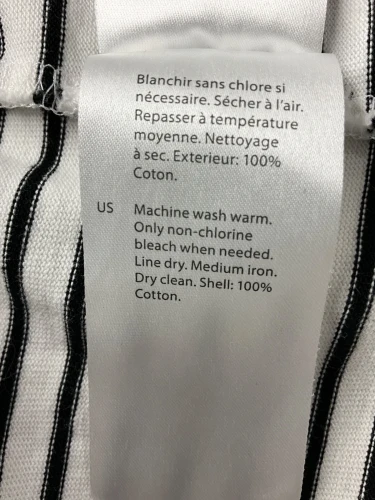 Blanchir sans chlore si
nécessaire. Sécher à l'air.
Repasser à température
moyenne. Nettoyage
à sec. Exterieur: 100%
Coton.
US Machine wash warm.
Only non-chlorine
bleach when needed.
Line dry. Medium iron.
Dry clean. Shell: 100%
Cotton.